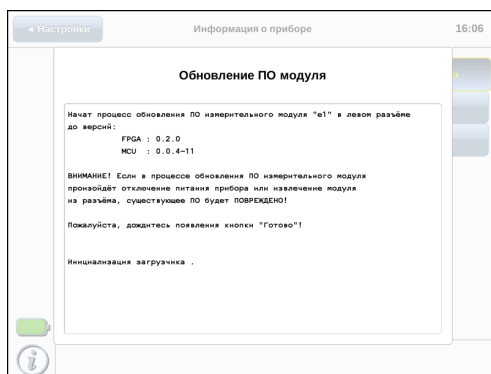 ◄ Настройки
Информация о приборе
16:06
Обновление ПО модуля
Начат процесс обновления ПО измерительного модуля "e1" в левом разъёме
до версий:
FPGA : 0.2.0
MCU : 0.0.4-11
ВНИМАНИЕ! Если в процессе обновления ПО измерительного модуля
произойдёт отключение питания прибора или извлечение модуля
из разъёма, существующее ПО будет ПОВРЕЖДЕНО!
Пожалуйста, дождитесь появления кнопки "Готово"!
Инициализация загрузчика .